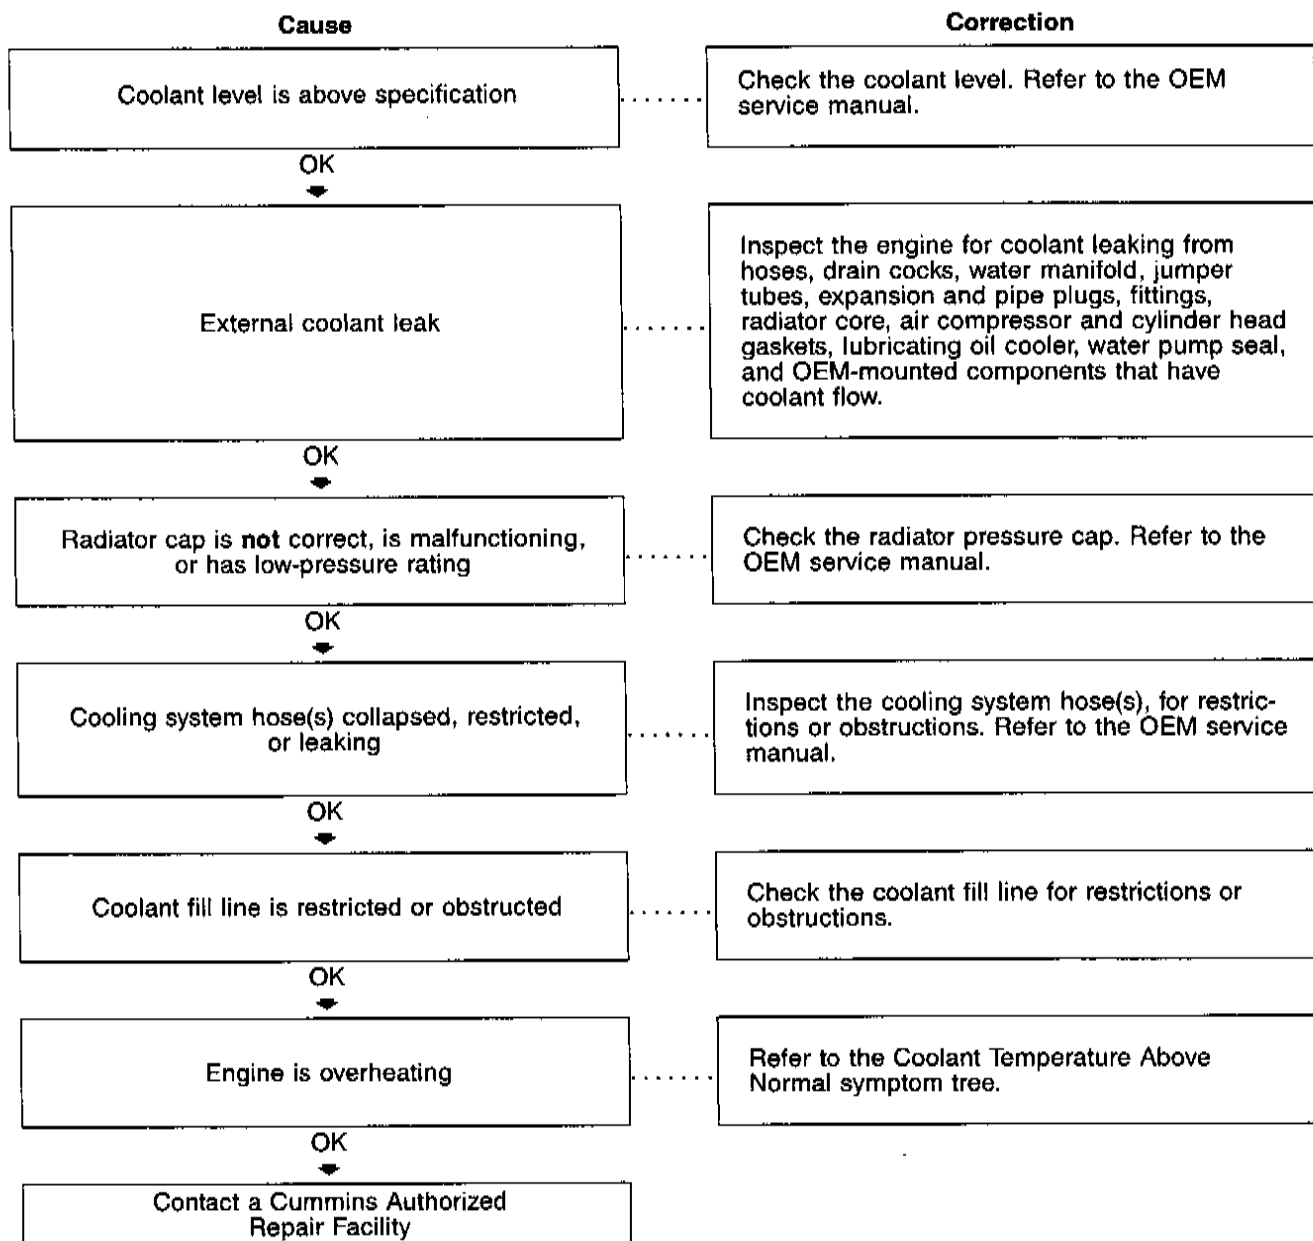 Cause
Correction
Coolant level is above specification
Check the coolant level. Refer to the OEM
service manual.
OK
External coolant leak
Inspect the engine for coolant leaking from
hoses, drain cocks, water manifold, jumper
tubes, expansion and pipe plugs, fittings,
radiator core, air compressor and cylinder head
gaskets, lubricating oil cooler, water pump seal,
and OEM-mounted components that have
coolant flow.
OK
Radiator cap is not correct, is malfunctioning,
or has low-pressure rating
Check the radiator pressure cap. Refer to the
OEM service manual.
OK
Cooling system hose(s) collapsed, restricted,
or leaking
Inspect the cooling system hose(s), for restric-
tions or obstructions. Refer to the OEM service
manual.
OK
Coolant fill line is restricted or obstructed
Check the coolant fill line for restrictions or
obstructions.
OK
Engine is overheating
Refer to the Coolant Temperature Above
Normal symptom tree.
OK
Contact a Cummins Authorized
Repair Facility